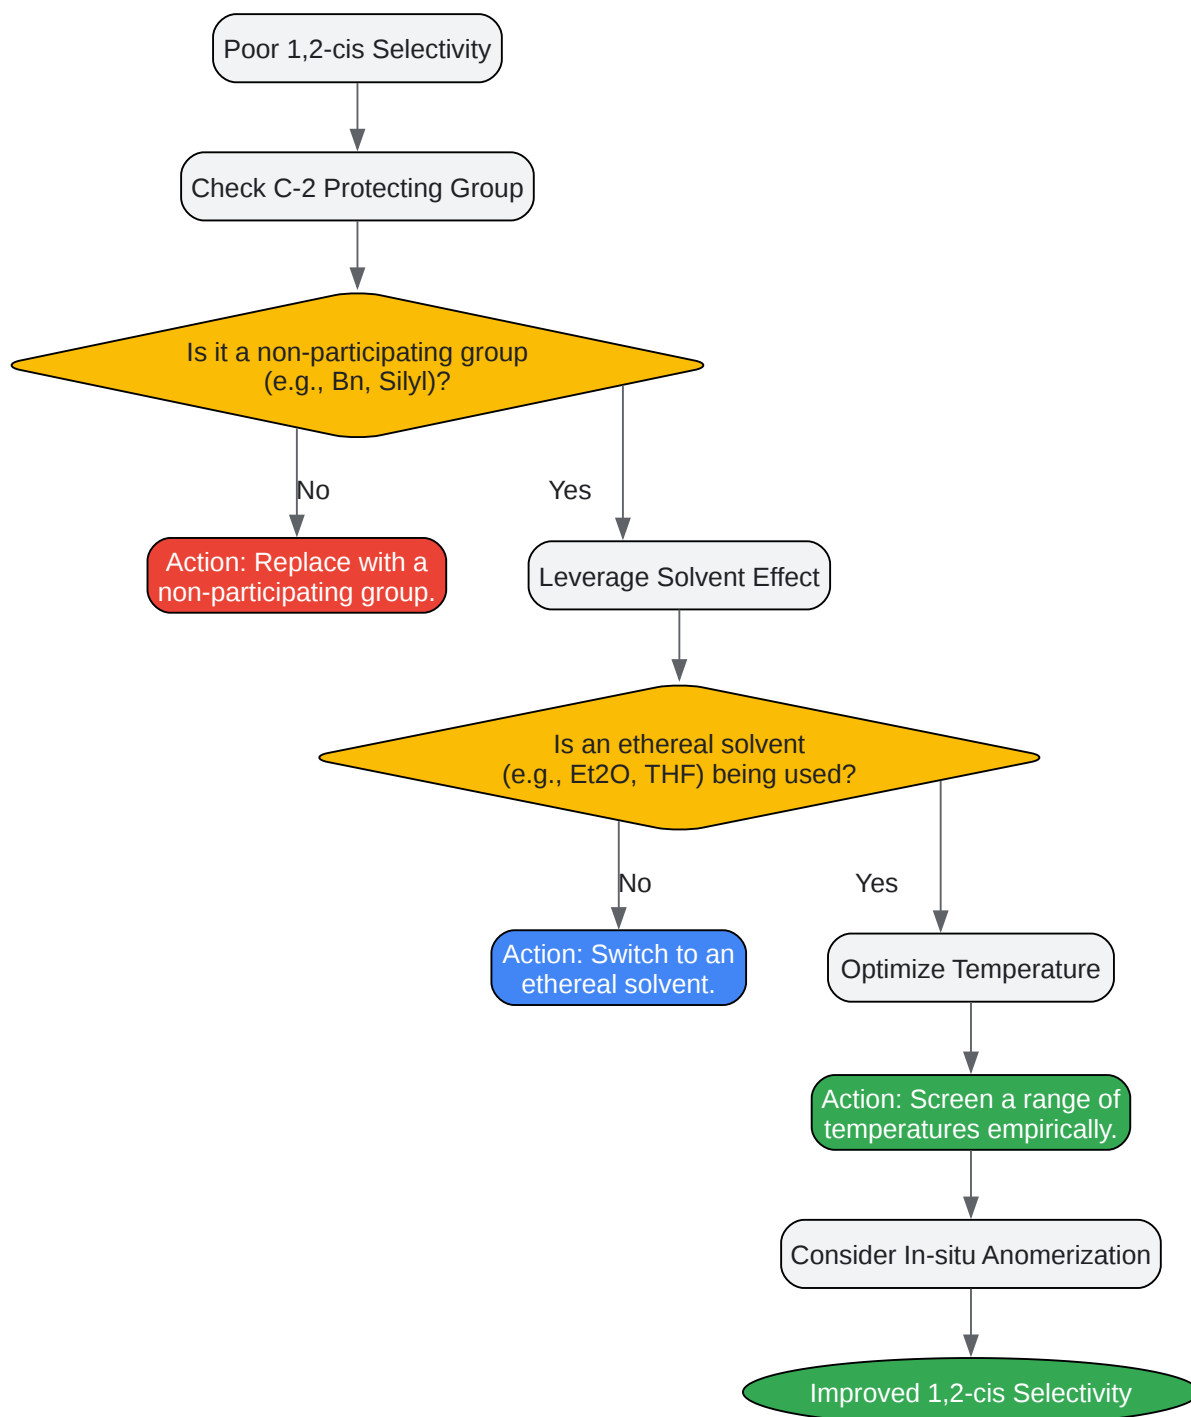 Poor 1,2-cis Selectivity
Check C-2 Protecting Group
Is it a non-participating group
(e.g., Bn, Silyl)?
No
Yes
Action: Replace with a
non-participating group.
Leverage Solvent Effect
Is an ethereal solvent
(e.g., Et2O, THF) being used?
No
Yes
Action: Switch to an
ethereal solvent.
Optimize Temperature
Action: Screen a range of
temperatures empirically.
Consider In-situ Anomerization
Improved 1,2-cis Selectivity